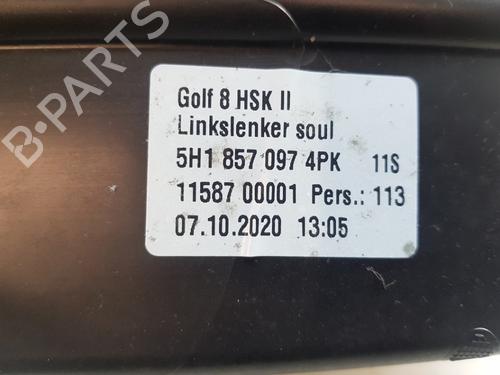 B-PARTS
Golf 8 HSK II
Linkslenker soul
5H1 857 097 4PK 11S
11587 00001 Pers.: 113
07.10.2020 13:05